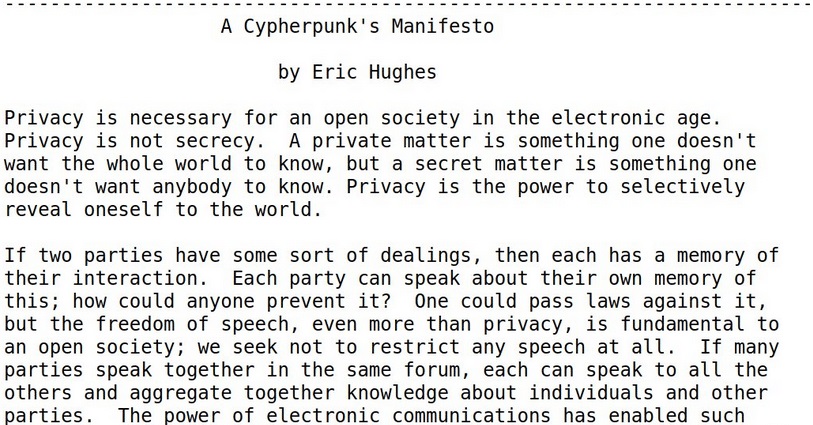 A Cypherpunk's Manifesto
by Eric Hughes
Privacy is necessary for an open society in the electronic age.
Privacy is not secrecy.  A private matter is something one doesn't
want the whole world to know, but a secret matter is something one
doesn't want anybody to know. Privacy is the power to selectively
reveal oneself to the world.
If two parties have some sort of dealings, then each has a memory of
their interaction.  Each party can speak about their own memory of
this; how could anyone prevent it?  One could pass laws against it,
but the freedom of speech, even more than privacy, is fundamental to
an open society; we seek not to restrict any speech at all.  If many
parties speak together in the same forum, each can speak to all the
others and aggregate together knowledge about individuals and other
parties.  The power of electronic communications has enabled such